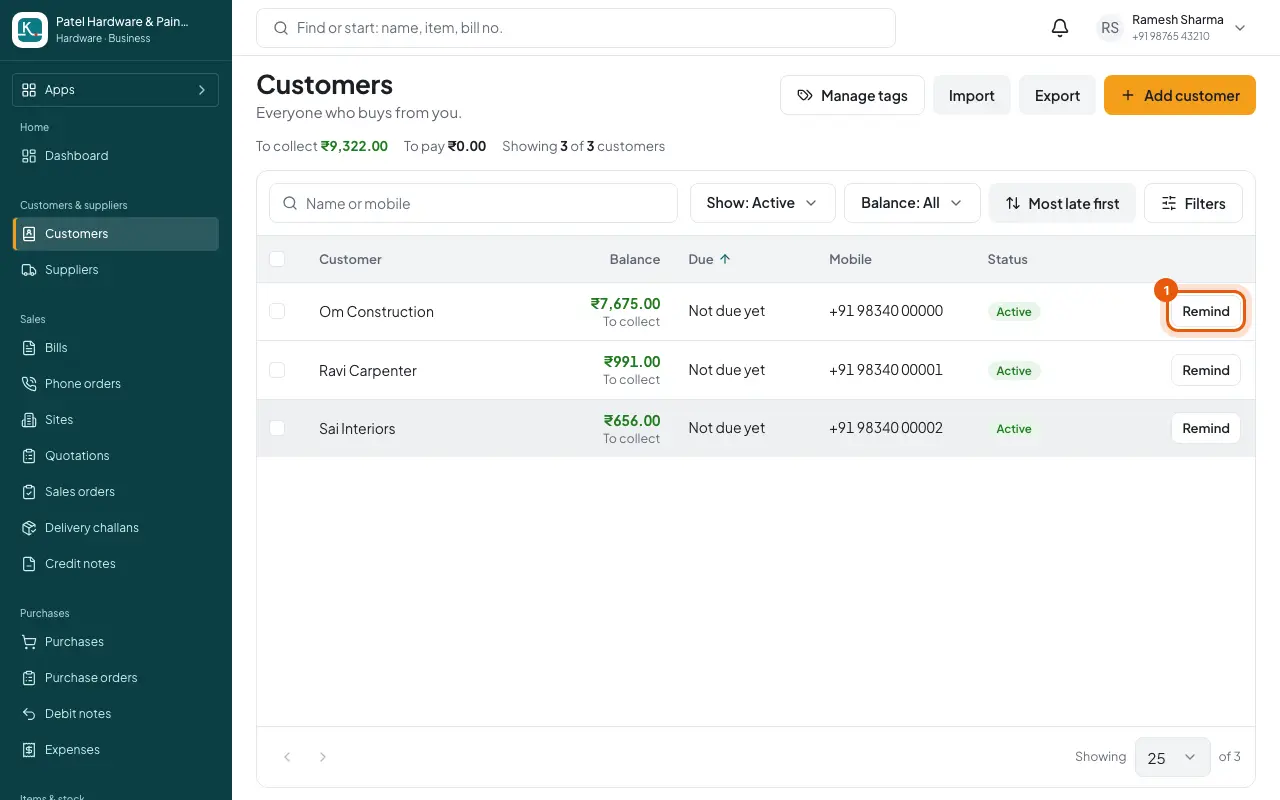 Patel Hardware & Pain...
Hardware · Business
Apps
Home
Dashboard
Customers & suppliers
Customers
Suppliers
Sales
Bills
Phone orders
Sites
Quotations
Sales orders
Delivery challans
Credit notes
Purchases
Purchases
Purchase orders
Debit notes
Expenses
Items & stock
Find or start: name, item, bill no.
RS
Ramesh Sharma
+91 98765 43210
Customers
Everyone who buys from you.
Manage tags
Import
Export
+ Add customer
To collect ₹9,322.00 To pay ₹0.00 Showing 3 of 3 customers
Name or mobile
Show: Active
Balance: All
Most late first
Filters
Customer Balance Due Mobile Status
1
Om Construction ₹7,675.00 Not due yet +91 98340 00000 Active Remind
To collect
Ravi Carpenter ₹991.00 Not due yet +91 98340 00001 Active Remind
To collect
Sai Interiors ₹656.00 Not due yet +91 98340 00002 Active Remind
To collect
Showing 25 of 3